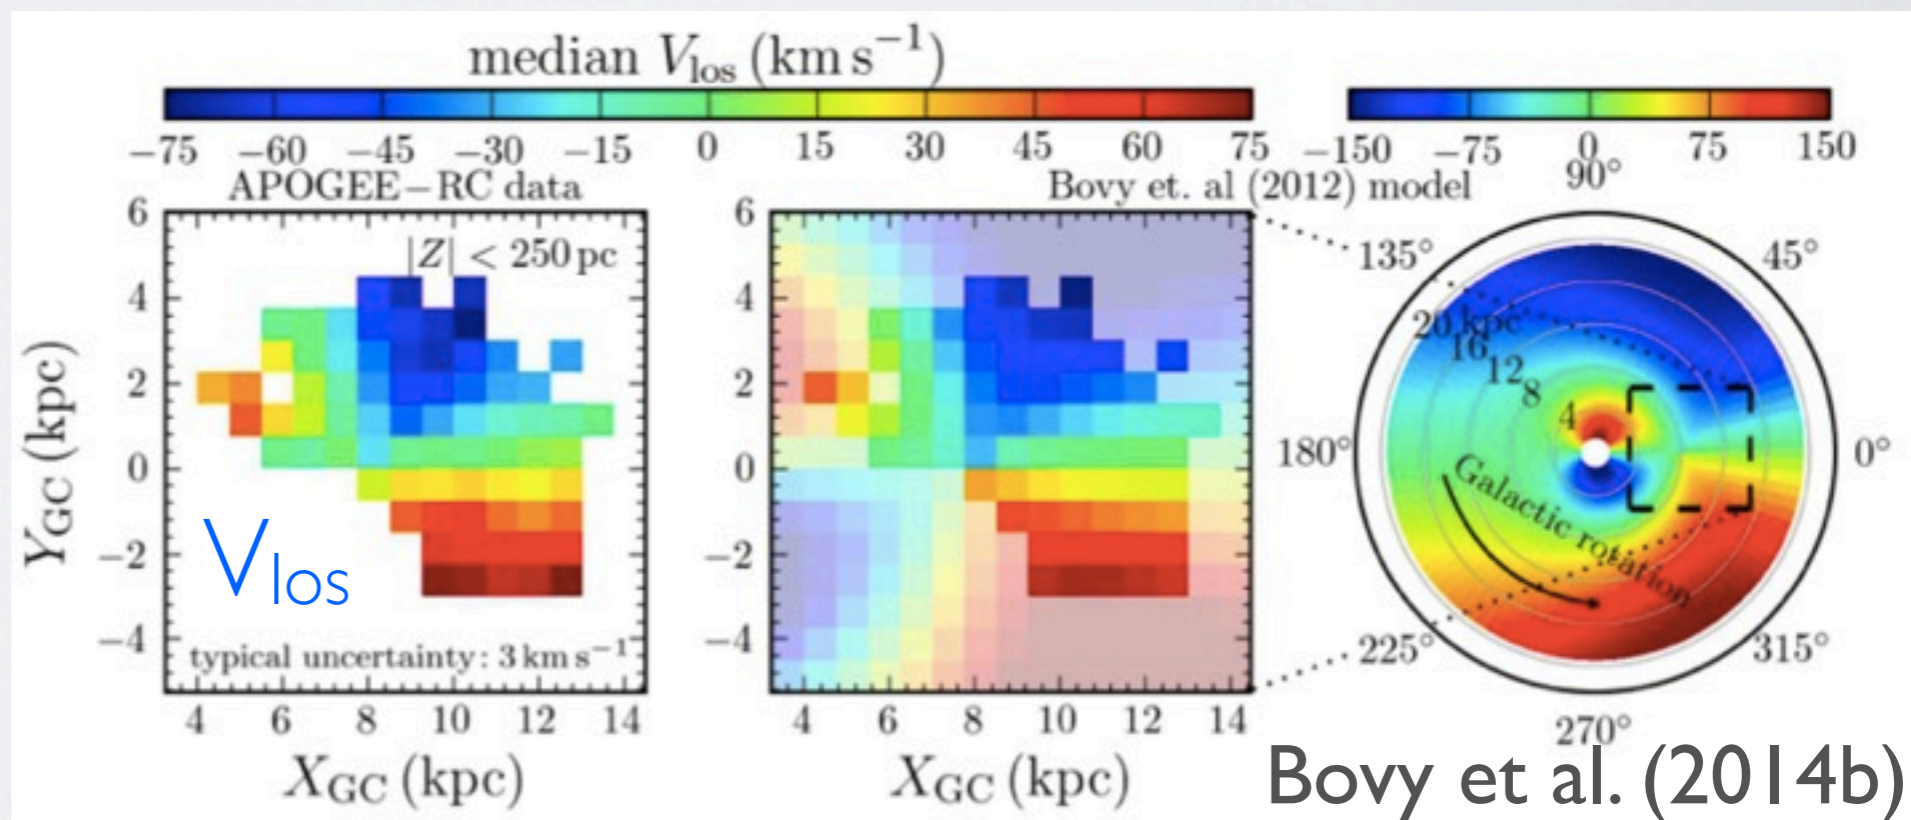 median V_los (km s⁻¹)
−75 −60 −45 −30 −15 0 15 30 45 60 75
−150 −75 0 75 150
APOGEE−RC data
Bovy et. al (2012) model
|Z| < 250 pc
6
4
2
0
−2
−4
Y_GC (kpc)
V_los
typical uncertainty: 3 km s⁻¹
4 6 8 10 12 14
X_GC (kpc)
6
4
2
0
−2
−4
4 6 8 10 12 14
X_GC (kpc)
90°
135° 45°
20 kpc
16
12
8
4
180° 0°
Galactic rotation
225° 315°
270°
Bovy et al. (2014b)